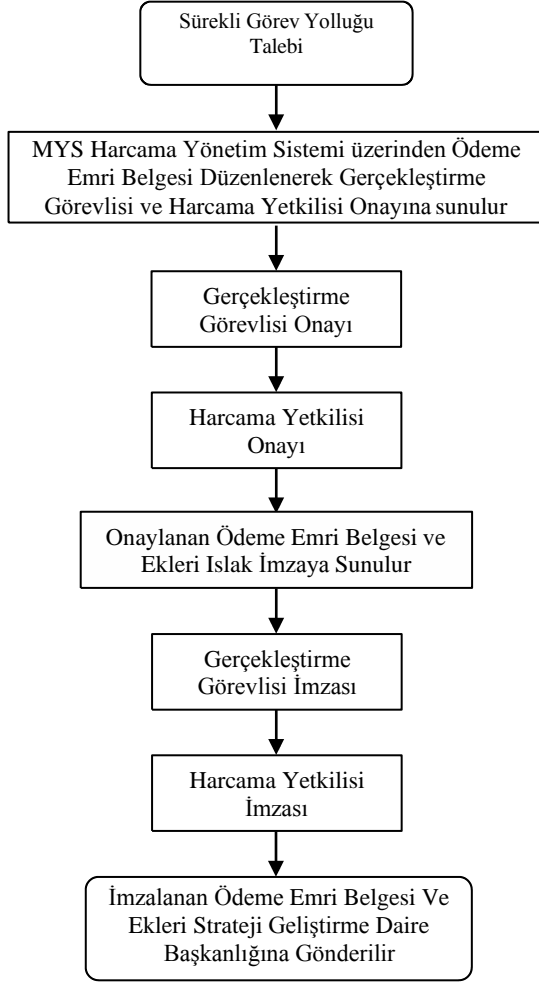 Sürekli Görev Yolluğu
Talebi
MYS Harcama Yönetim Sistemi üzerinden Ödeme
Emri Belgesi Düzenlenerek Gerçekleştirme
Görevlisi ve Harcama Yetkilisi Onayına sunulur
Gerçekleştirme
Görevlisi Onayı
Harcama Yetkilisi
Onayı
Onaylanan Ödeme Emri Belgesi ve
Ekleri Islak İmzaya Sunulur
Gerçekleştirme
Görevlisi İmzası
Harcama Yetkilisi
İmzası
İmzalanan Ödeme Emri Belgesi Ve
Ekleri Strateji Geliştirme Daire
Başkanlığına Gönderilir